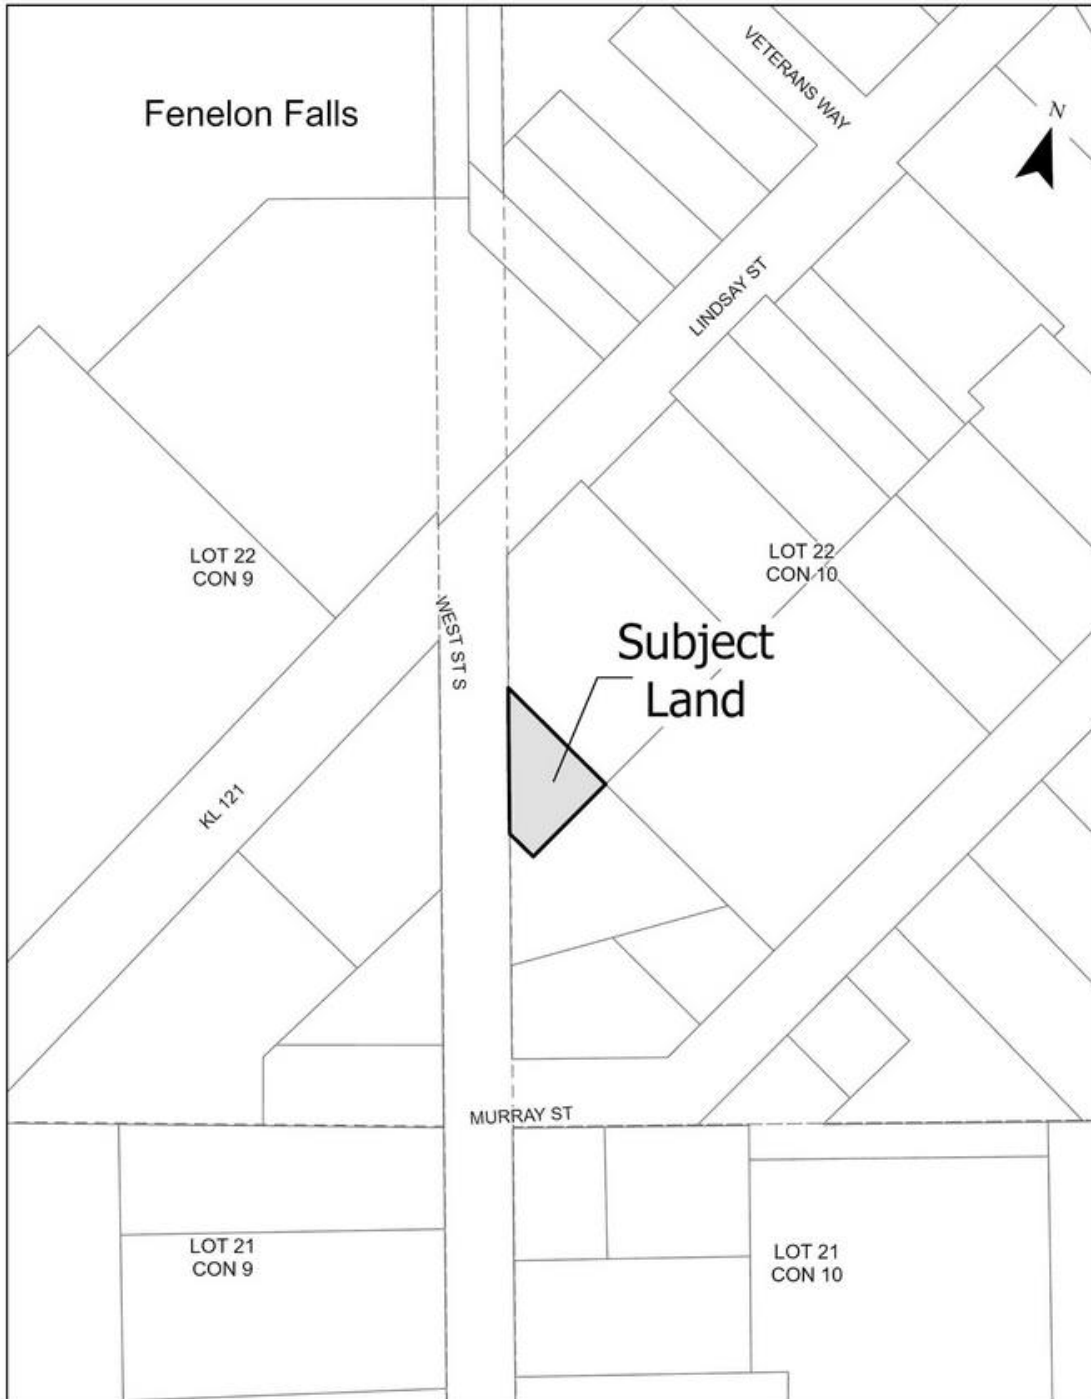 VETERANS WAY
Fenelon Falls
N
LINDSAY ST
LOT 22
CON 9
LOT 22
CON 10
WEST ST S
Subject
Land
KL 121
MURRAY ST
LOT 21
CON 9
LOT 21
CON 10